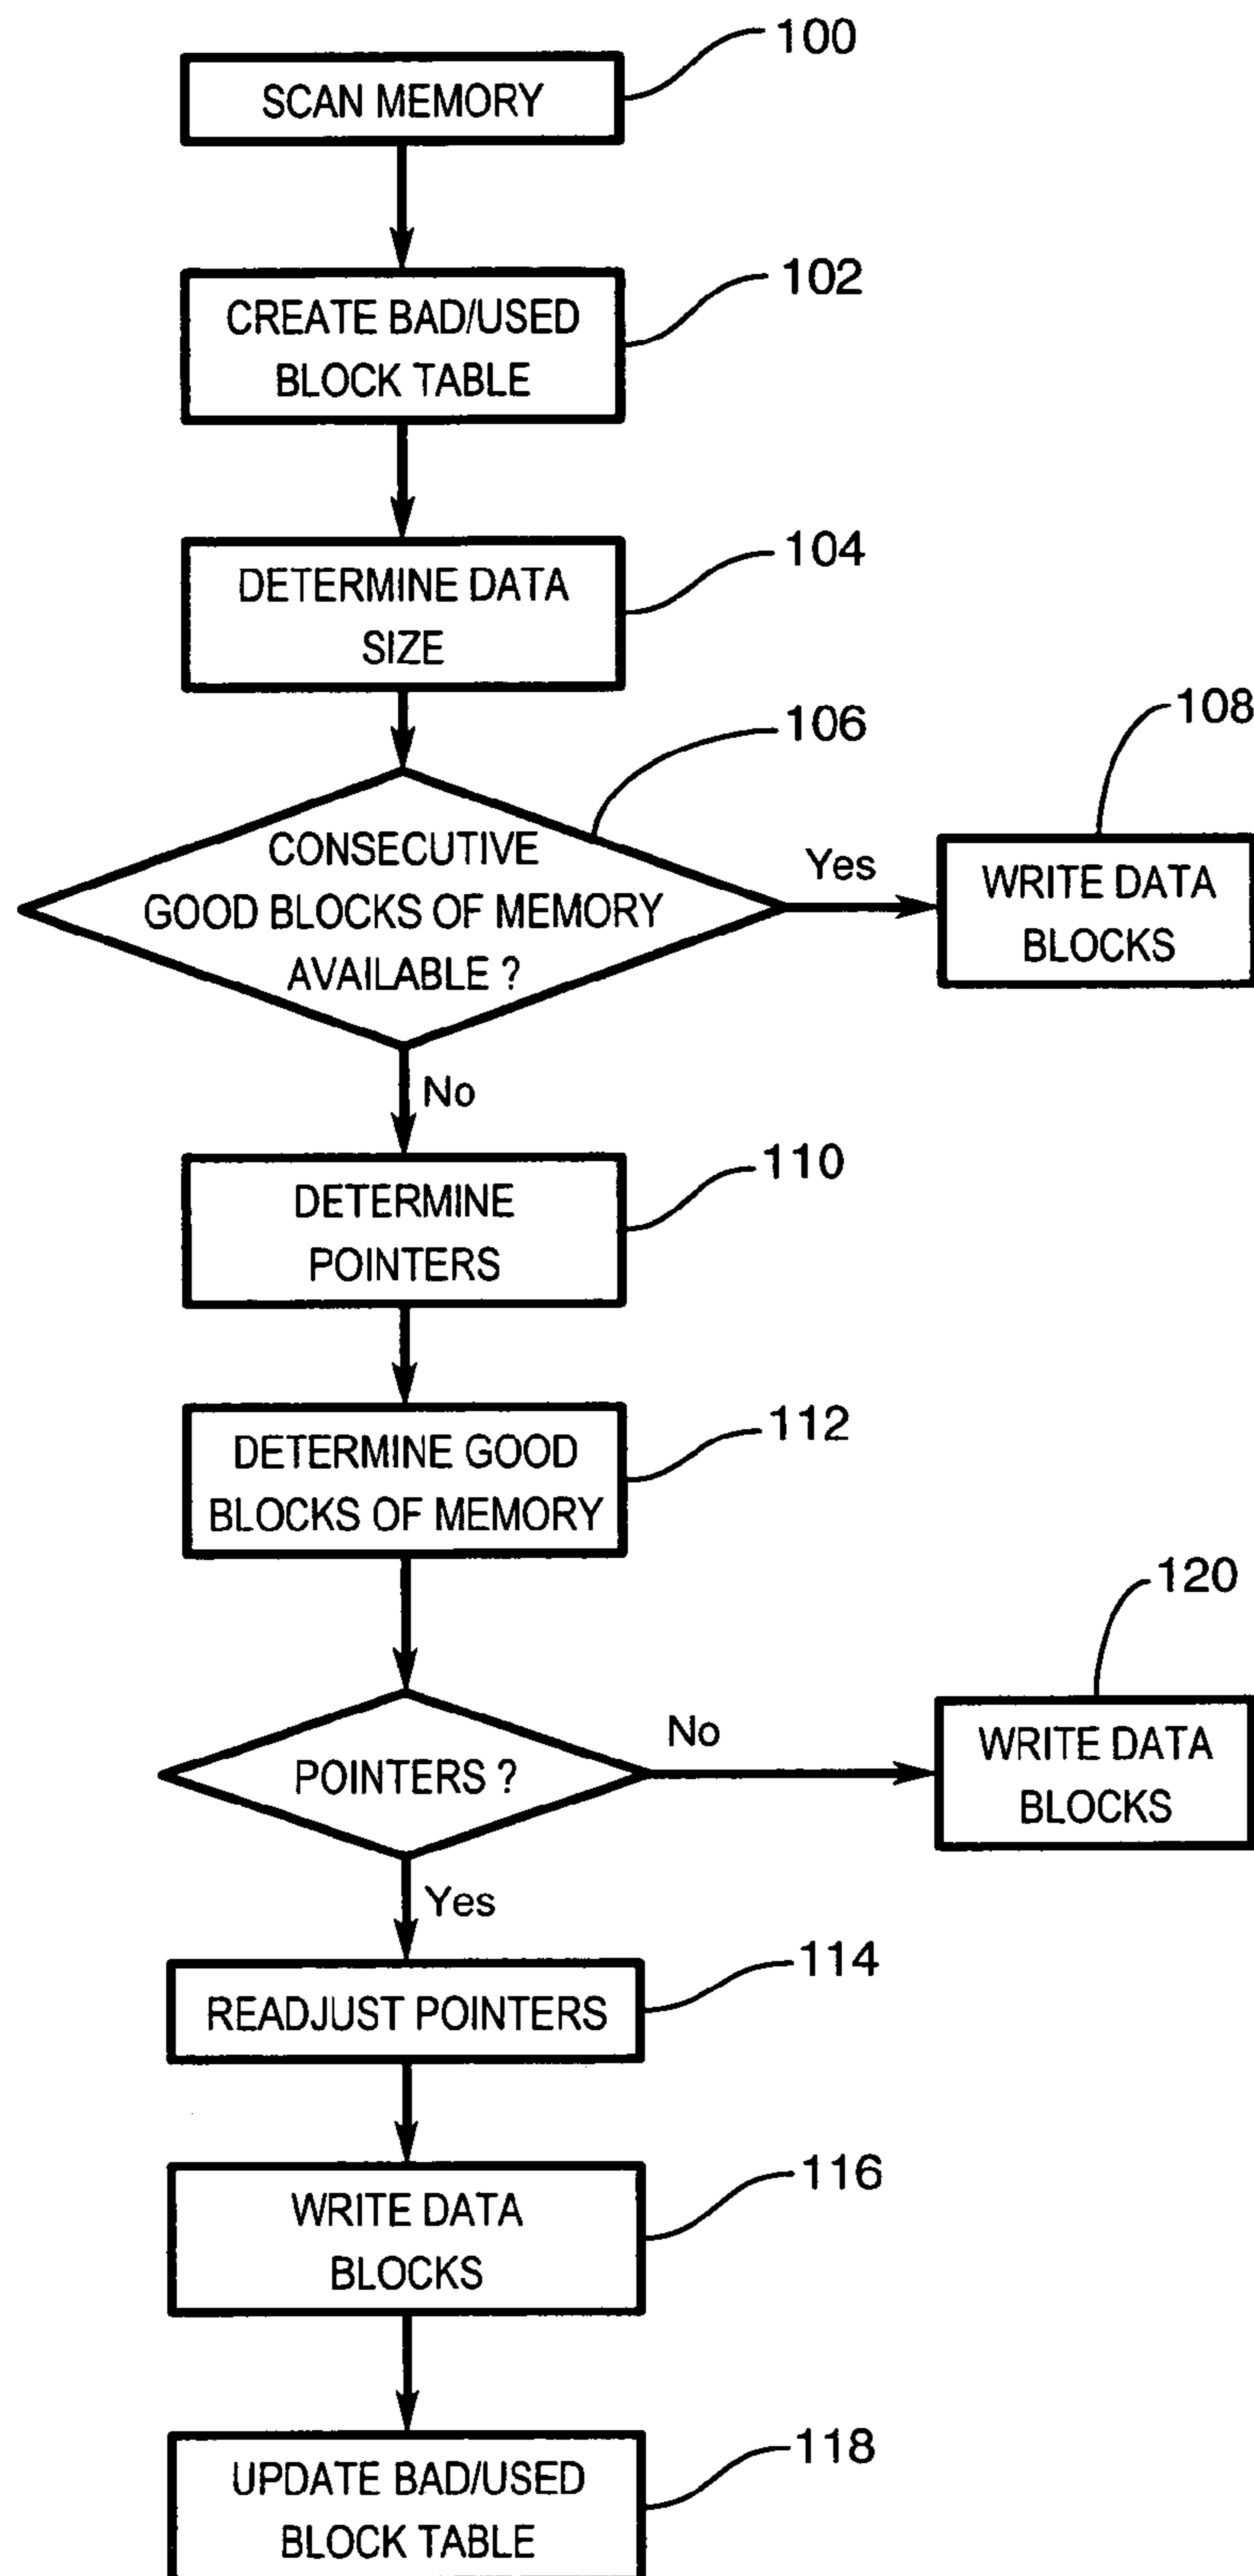 100
SCAN MEMORY
102
CREATE BAD/USED
BLOCK TABLE
104
DETERMINE DATA
SIZE
106
108
CONSECUTIVE
GOOD BLOCKS OF MEMORY
AVAILABLE ?
Yes
WRITE DATA
BLOCKS
No
110
DETERMINE
POINTERS
112
DETERMINE GOOD
BLOCKS OF MEMORY
120
POINTERS ?
No
WRITE DATA
BLOCKS
Yes
114
READJUST POINTERS
116
WRITE DATA
BLOCKS
118
UPDATE BAD/USED
BLOCK TABLE